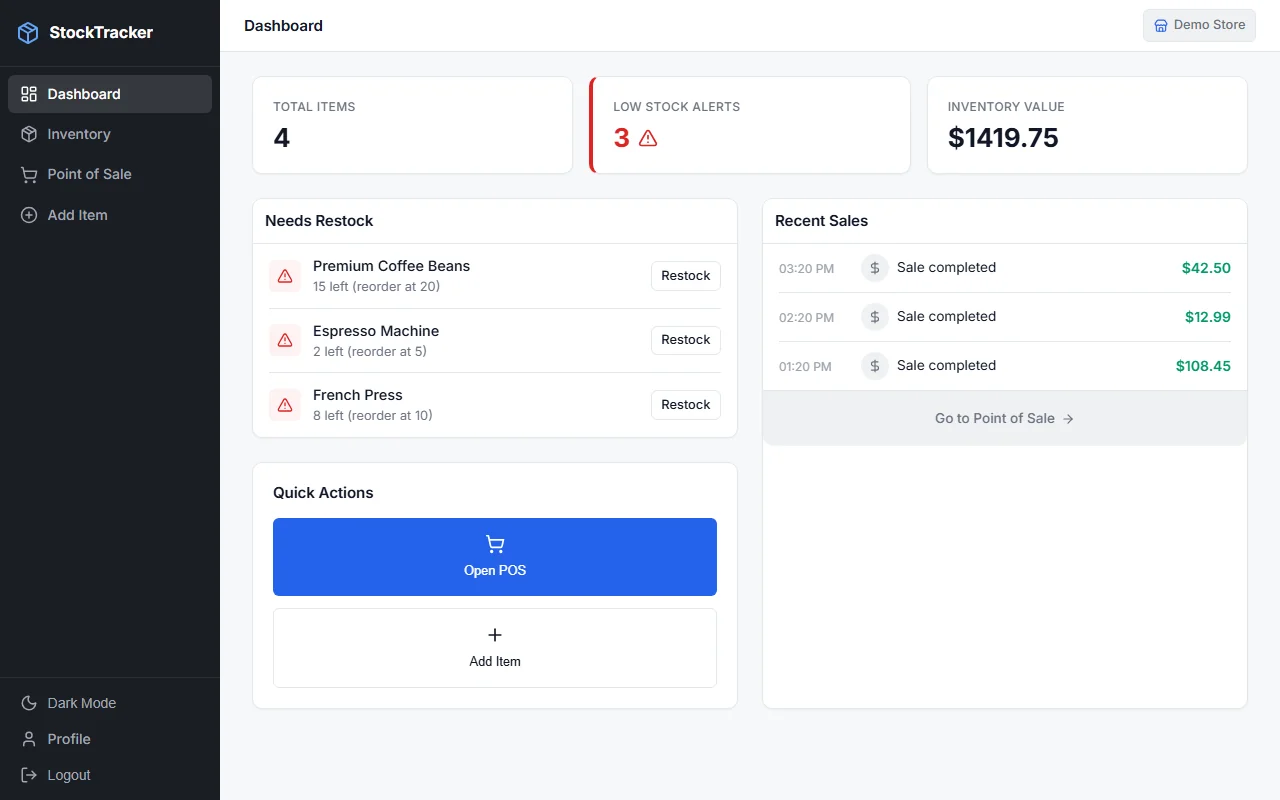 StockTracker
Dashboard
Inventory
Point of Sale
Add Item
Dark Mode
Profile
Logout
Dashboard
Demo Store
TOTAL ITEMS
4
LOW STOCK ALERTS
3
INVENTORY VALUE
$1419.75
Needs Restock
Premium Coffee Beans
15 left (reorder at 20)
Restock
Espresso Machine
2 left (reorder at 5)
Restock
French Press
8 left (reorder at 10)
Restock
Quick Actions
Open POS
Add Item
Recent Sales
03:20 PM $ Sale completed $42.50
02:20 PM $ Sale completed $12.99
01:20 PM $ Sale completed $108.45
Go to Point of Sale →